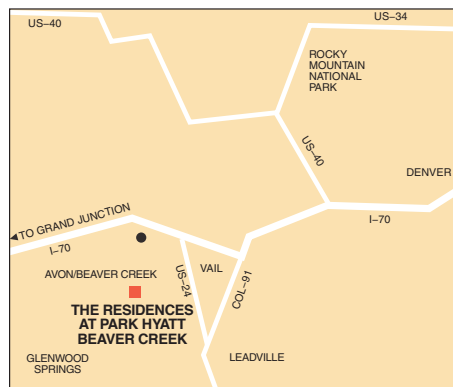 US–40
US–34
ROCKY
MOUNTAIN
NATIONAL
PARK
US–40
DENVER
TO GRAND JUNCTION
I–70
I–70
AVON/BEAVER CREEK
US–24
VAIL
COL–91
THE RESIDENCES
AT PARK HYATT
BEAVER CREEK
GLENWOOD
SPRINGS
LEADVILLE